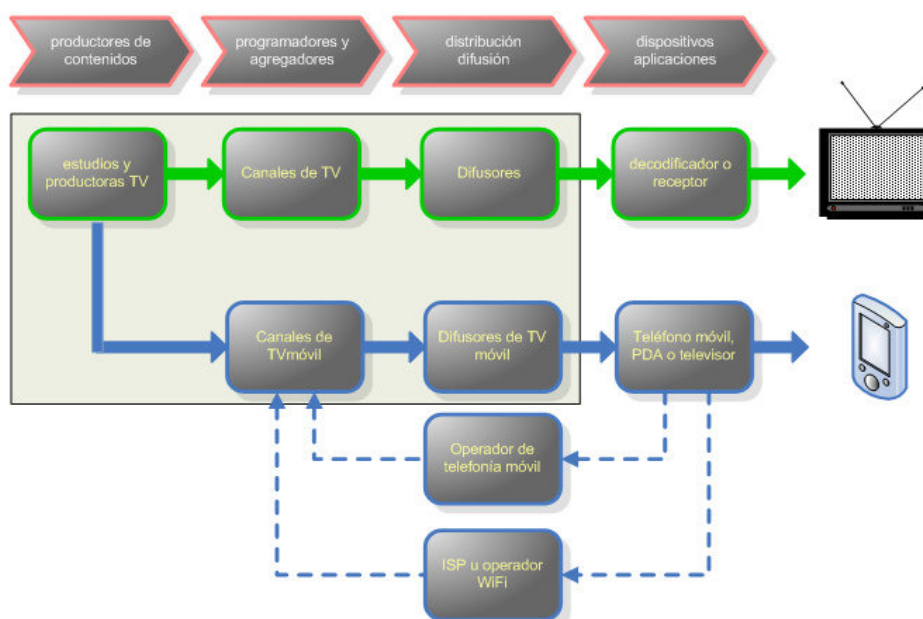 productores de
contenidos
programadores y
agregadores
distribución
difusión
dispositivos
aplicaciones
estudios y
productoras TV
Canales de TV
Difusores
decodificador o
receptor
Canales de
TVmóvil
Difusores de TV
móvil
Teléfono móvil,
PDA o televisor
Operador de
telefonía móvil
ISP u operador
WiFi